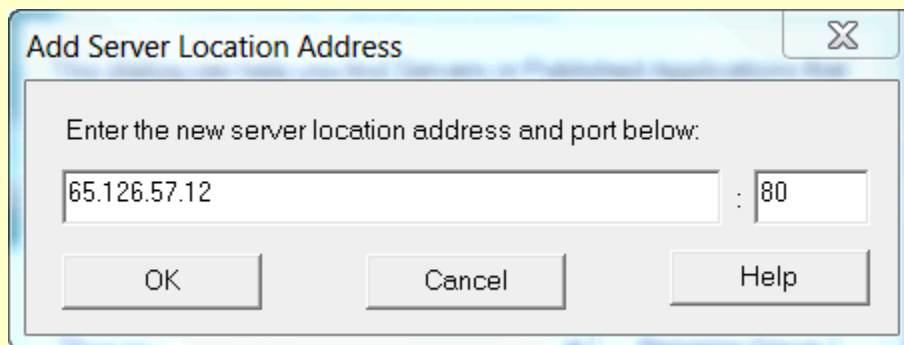 Add Server Location Address
Enter the new server location address and port below:
65.126.57.12 : 80
OK Cancel Help